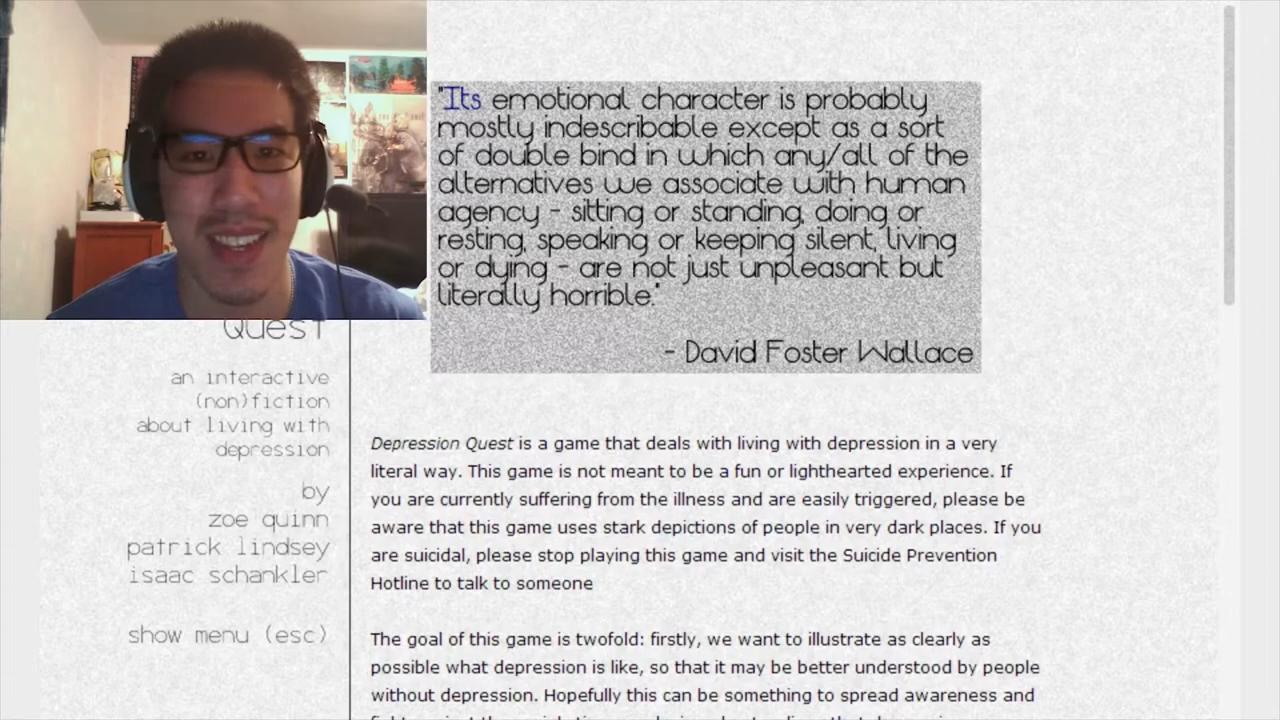 "Its emotional character is probably
mostly indescribable except as a sort
of double bind in which any/all of the
alternatives we associate with human
agency - sitting or standing, doing or
resting, speaking or keeping silent, living
or dying - are not just unpleasant but
literally horrible."
- David Foster Wallace
Quest
an interactive
(non)fiction
about living with
depression
by
zoe quinn
patrick lindsey
isaac schankler
show menu (esc)
Depression Quest is a game that deals with living with depression in a very
literal way. This game is not meant to be a fun or lighthearted experience. If
you are currently suffering from the illness and are easily triggered, please be
aware that this game uses stark depictions of people in very dark places. If you
are suicidal, please stop playing this game and visit the Suicide Prevention
Hotline to talk to someone
The goal of this game is twofold: firstly, we want to illustrate as clearly as
possible what depression is like, so that it may be better understood by people
without depression. Hopefully this can be something to spread awareness and